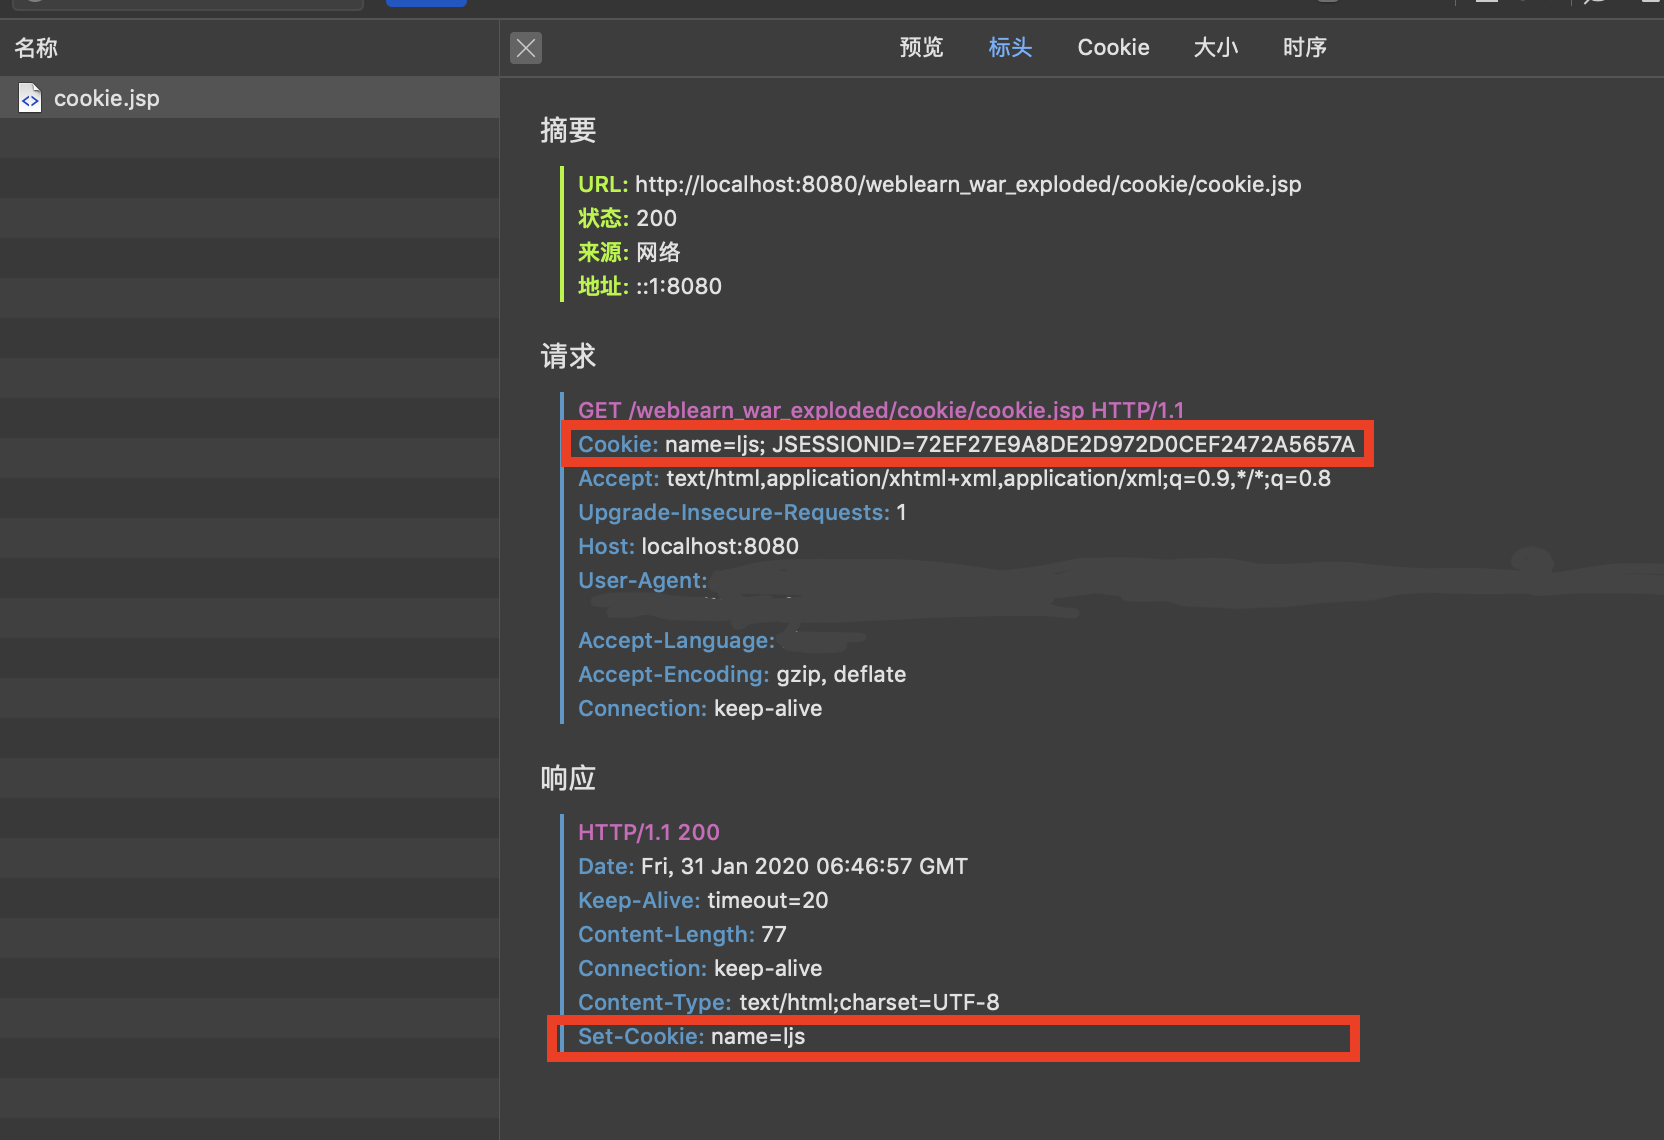 名称
预览 标头 Cookie 大小 时序
cookie.jsp
摘要
URL: http://localhost:8080/weblearn_war_exploded/cookie/cookie.jsp
状态: 200
来源: 网络
地址: ::1:8080
请求
GET /weblearn_war_exploded/cookie/cookie.jsp HTTP/1.1
Cookie: name=ljs; JSESSIONID=72EF27E9A8DE2D972D0CEF2472A5657A
Accept: text/html,application/xhtml+xml,application/xml;q=0.9,*/*;q=0.8
Upgrade-Insecure-Requests: 1
Host: localhost:8080
User-Agent:
Accept-Language:
Accept-Encoding: gzip, deflate
Connection: keep-alive
响应
HTTP/1.1 200
Date: Fri, 31 Jan 2020 06:46:57 GMT
Keep-Alive: timeout=20
Content-Length: 77
Connection: keep-alive
Content-Type: text/html;charset=UTF-8
Set-Cookie: name=ljs